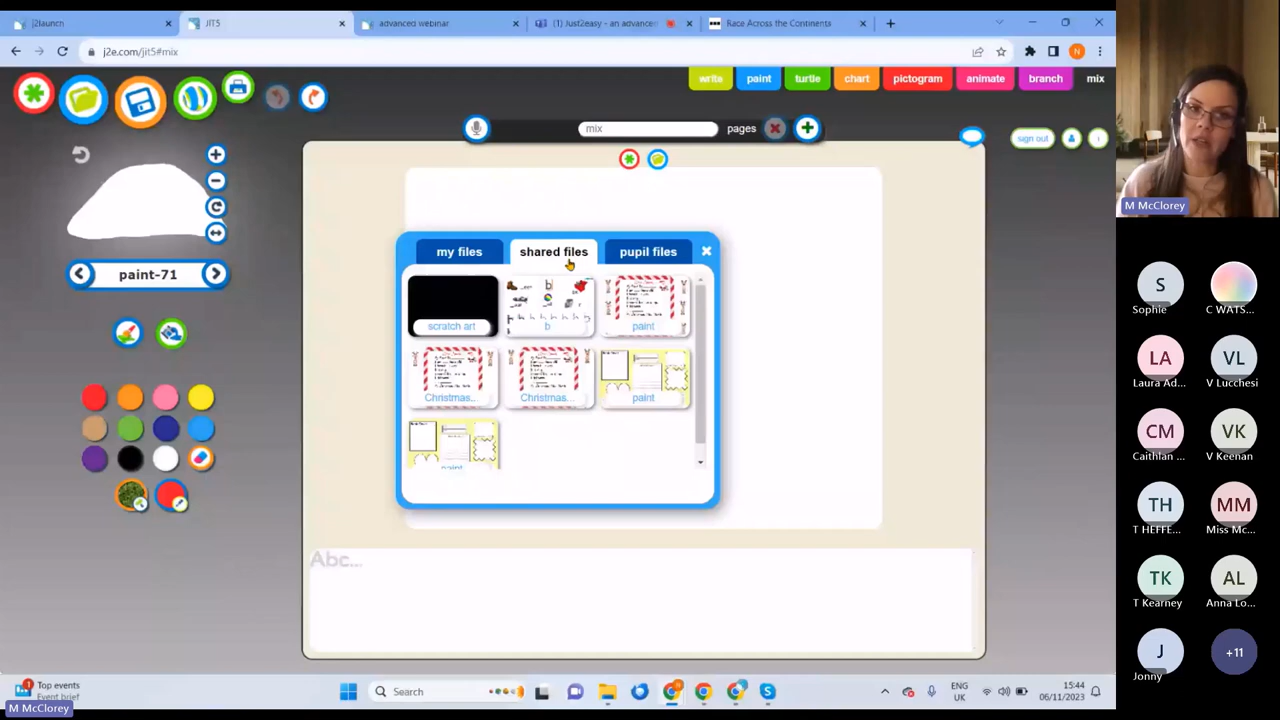 j2launch
JIT5
advanced webinar
(1) Just2easy - an advance
Race Across the Continents
j2e.com/jit5#mix
N
write
paint
turtle
chart
pictogram
animate
branch
mix
mix
pages
sign out
i
M McClorey
paint-71
my files
shared files
pupil files
scratch art
b
paint
Christmas...
Christmas...
paint
paint
Abc...
S
Sophie
C WATS...
LA
Laura Ad...
VL
V Lucchesi
CM
Caithlan ...
VK
V Keenan
TH
T HEFFE...
MM
Miss Mc...
TK
T Kearney
AL
Anna Lo...
J
Jonny
+11
1
Top events
Event brief
Search
ENG
UK
15:44
06/11/2023
M McClorey